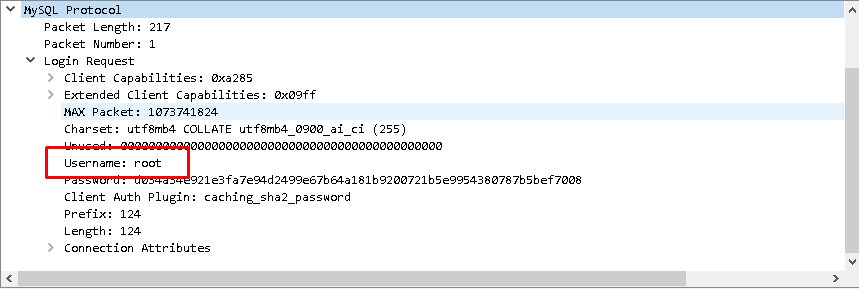 MySQL Protocol
Packet Length: 217
Packet Number: 1
Login Request
Client Capabilities: 0xa285
Extended Client Capabilities: 0x09ff
MAX Packet: 1073741824
Charset: utf8mb4 COLLATE utf8mb4_0900_ai_ci (255)
Unused: 0000000000000000000000000000000000000000000000
Username: root
Password: d034a34e921e3fa7e94d2499e67b64a181b9200721b5e9954380787b5bef7008
Client Auth Plugin: caching_sha2_password
Prefix: 124
Length: 124
Connection Attributes